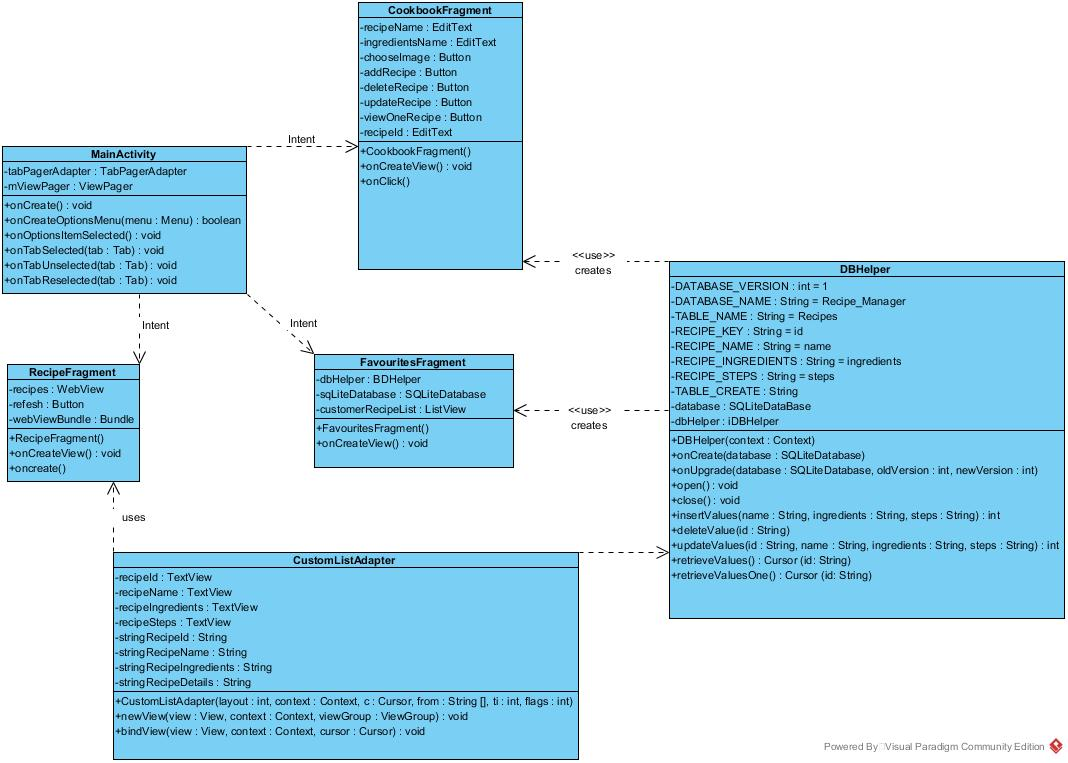 CookbookFragment
-recipeName : EditText
-ingredientsName : EditText
-chooseImage : Button
-addRecipe : Button
-deleteRecipe : Button
-updateRecipe : Button
-viewOneRecipe : Button
-recipeId : EditText
+CookbookFragment()
+onCreateView() : void
+onClick()
Intent
MainActivity
-tabPagerAdapter : TabPagerAdapter
-mViewPager : ViewPager
+onCreate() : void
+onCreateOptionsMenu(menu : Menu) : boolean
+onOptionsItemSelected() : void
+onTabSelected(tab : Tab) : void
+onTabUnselected(tab : Tab) : void
+onTabReselected(tab : Tab) : void
<<use>>
creates
DBHelper
-DATABASE_VERSION : int = 1
-DATABASE_NAME : String = Recipe_Manager
-TABLE_NAME : String = Recipes
-RECIPE_KEY : String = id
-RECIPE_NAME : String = name
-RECIPE_INGREDIENTS : String = ingredients
-RECIPE_STEPS : String = steps
-TABLE_CREATE : String
-database : SQLiteDataBase
-dbHelper : iDBHelper
+DBHelper(context : Context)
+onCreate(database : SQLiteDatabase)
+onUpgrade(database : SQLiteDatabase, oldVersion : int, newVersion : int)
+open() : void
+close() : void
+insertValues(name : String, ingredients : String, steps : String) : int
+deleteValue(id : String)
+updateValues(id : String, name : String, ingredients : String, steps : String) : int
+retrieveValues() : Cursor (id: String)
+retrieveValuesOne() : Cursor (id: String)
Intent
Intent
RecipeFragment
-recipes : WebView
-refesh : Button
-webViewBundle : Bundle
+RecipeFragment()
+onCreateView() : void
+oncreate()
FavouritesFragment
-dbHelper : BDHelper
-sqLiteDatabase : SQLiteDatabase
-customerRecipeList : ListView
+FavouritesFragment()
+onCreateView() : void
<<use>>
creates
uses
CustomListAdapter
-recipeId : TextView
-recipeName : TextView
-recipeIngredients : TextView
-recipeSteps : TextView
-stringRecipeId : String
-stringRecipeName : String
-stringRecipeIngredients : String
-stringRecipeDetails : String
+CustomListAdapter(layout : int, context : Context, c : Cursor, from : String [], ti : int, flags : int)
+newView(view : View, context : Context, viewGroup : ViewGroup) : void
+bindView(view : View, context : Context, cursor : Cursor) : void
Powered By Visual Paradigm Community Edition